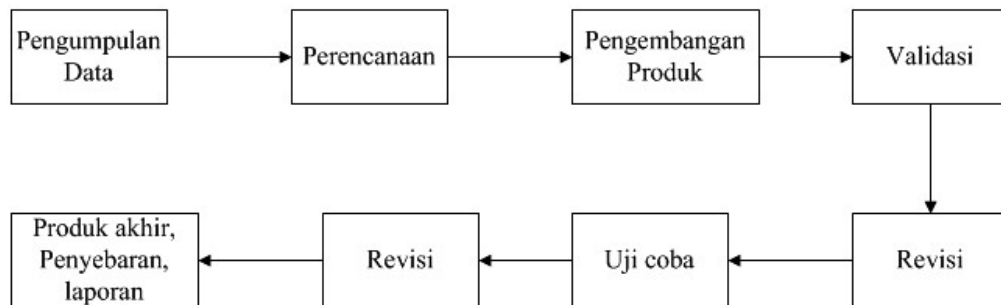 Pengumpulan
Data
Perencanaan
Pengembangan
Produk
Validasi
Produk akhir,
Penyebaran,
laporan
Revisi
Uji coba
Revisi